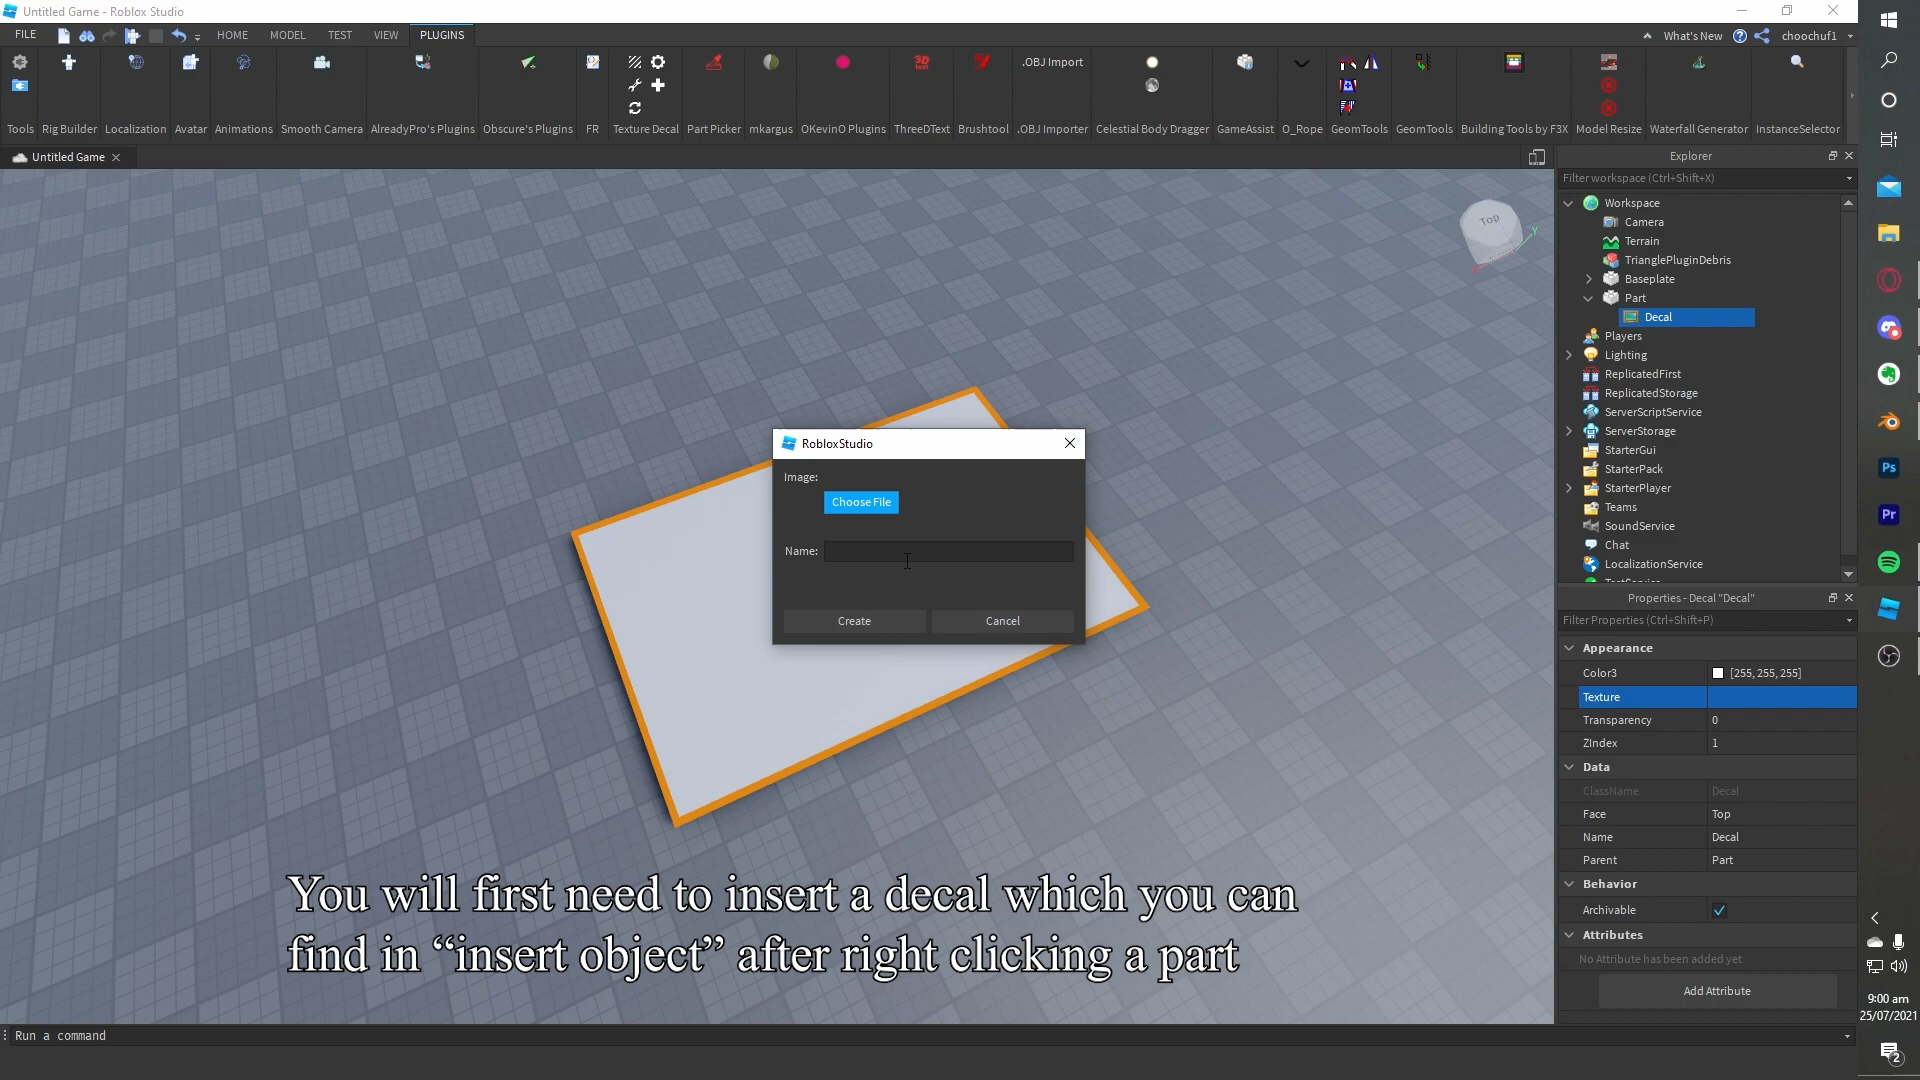 Untitled Game - Roblox Studio
FILE HOME MODEL TEST VIEW PLUGINS What's New choochuf1
.OBJ Import
Tools Rig Builder Localization Avatar Animations Smooth Camera AlreadyPro's Plugins Obscure's Plugins FR Texture Decal Part Picker mkargus OKevinO Plugins ThreeDText Brushtool .OBJ Importer Celestial Body Dragger GameAssist O_Rope GeomTools GeomTools Building Tools by F3X Model Resize Waterfall Generator InstanceSelector
Untitled Game
Top
Y
RobloxStudio
Image:
Choose File
Name:
Create Cancel
You will first need to insert a decal which you can
find in “insert object” after right clicking a part
Run a command
Explorer
Filter workspace (Ctrl+Shift+X)
Workspace
Camera
Terrain
TrianglePluginDebris
Baseplate
Part
Decal
Players
Lighting
ReplicatedFirst
ReplicatedStorage
ServerScriptService
ServerStorage
StarterGui
StarterPack
StarterPlayer
Teams
SoundService
Chat
LocalizationService
Properties - Decal "Decal"
Filter Properties (Ctrl+Shift+P)
Appearance
Color3 [255, 255, 255]
Texture
Transparency 0
ZIndex 1
Data
ClassName Decal
Face Top
Name Decal
Parent Part
Behavior
Archivable
Attributes
No Attribute has been added yet
Add Attribute
Ps
Pr
9:00 am
25/07/2021
2